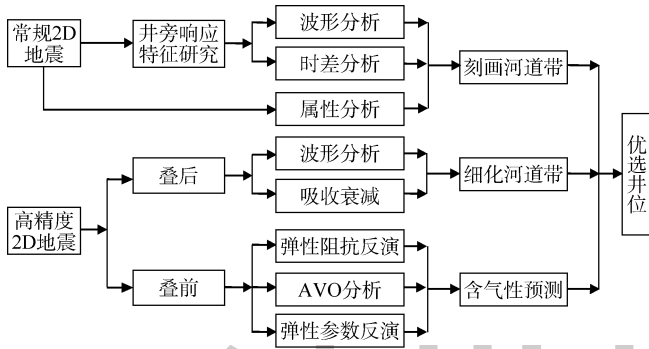 常规2D
地震
井旁响应
特征研究
波形分析
时差分析
属性分析
刻画河道带
高精度
2D地震
叠后
波形分析
吸收衰减
细化河道带
叠前
弹性阻抗反演
AVO分析
弹性参数反演
含气性预测
优选井位